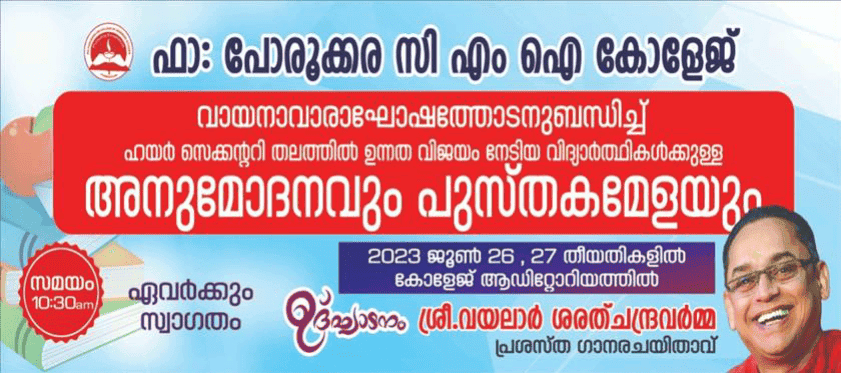 ഫാ: പോരൂക്കര സി എം ഐ കോളേജ്
വായനാവാരാഘോഷത്തോടനുബന്ധിച്ച്
ഹയർ സെക്കന്ററി തലത്തിൽ ഉന്നത വിജയം നേടിയ വിദ്യാർത്ഥികൾക്കുള്ള
അനുമോദനവും പുസ്തകമേളയും
2023 ജൂൺ 26 , 27 തീയതികളിൽ
കോളേജ് ആഡിറ്റോറിയത്തിൽ
സമയം
10:30am
ഏവർക്കും
സ്വാഗതം
ഉദ്ഘാടനം ശ്രീ.വയലാർ ശരത്ചന്ദ്രവർമ്മ
പ്രശസ്ത ഗാനരചയിതാവ്